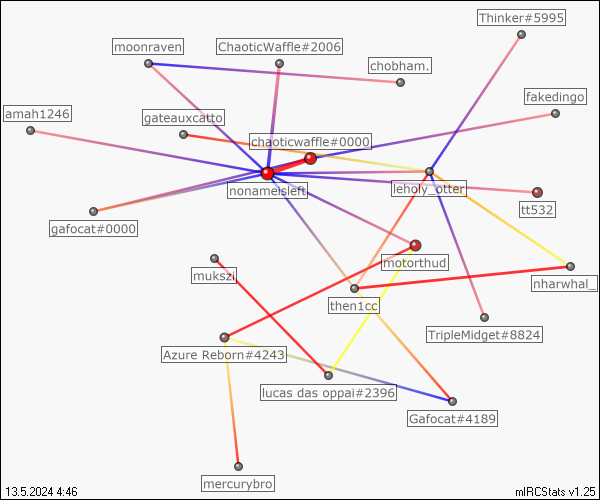 Thinker#5995
moonraven
ChaoticWaffle#2006
chobham.
fakedingo
amah1246
gateauxcatto
chaoticwaffle#0000
nonameisleft
leholy_otter
tt532
gafocat#0000
motorthud
mukszi
nharwhal_
then1cc
TripleMidget#8824
Azure Reborn#4243
lucas das oppai#2396
Gafocat#4189
mercurybro
13.5.2024 4:46
mIRCStats v1.25